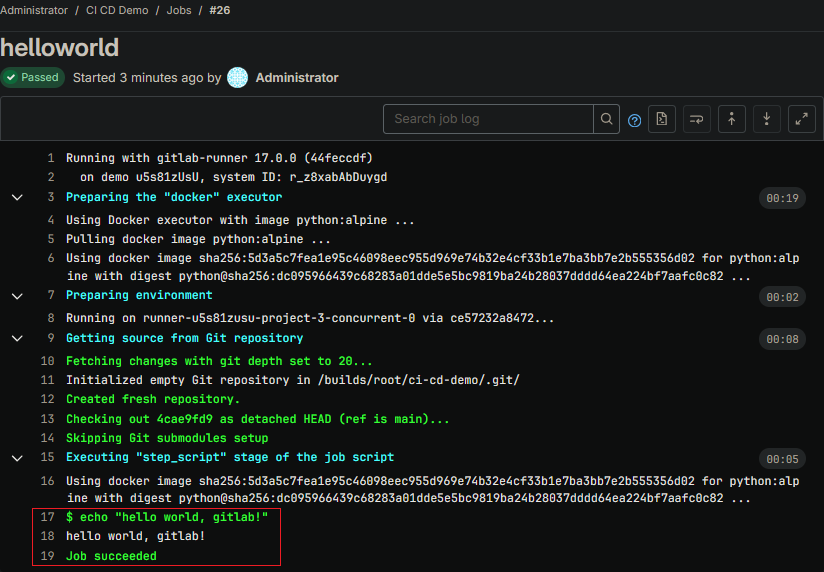 Administrator / CI CD Demo / Jobs / #26
helloworld
Passed Started 3 minutes ago by Administrator
Search job log
1 Running with gitlab-runner 17.0.0 (44feccdf)
2 on demo u5s81zUsU, system ID: r_z8xabAbDuygd
3 Preparing the "docker" executor 00:19
4 Using Docker executor with image python:alpine ...
5 Pulling docker image python:alpine ...
6 Using docker image sha256:5d3a5c7fea1e95c46098eec955d969e74b32e4cf33b1e7ba3bb7e2b555356d02 for python:alp
ine with digest python@sha256:dc095966439c68283a01dde5e5bc9819ba24b28037dddd64ea224bf7aafc0c82 ...
7 Preparing environment 00:02
8 Running on runner-u5s81zusu-project-3-concurrent-0 via ce57232a8472...
9 Getting source from Git repository 00:08
10 Fetching changes with git depth set to 20...
11 Initialized empty Git repository in /builds/root/ci-cd-demo/.git/
12 Created fresh repository.
13 Checking out 4cae9fd9 as detached HEAD (ref is main)...
14 Skipping Git submodules setup
15 Executing "step_script" stage of the job script 00:05
16 Using docker image sha256:5d3a5c7fea1e95c46098eec955d969e74b32e4cf33b1e7ba3bb7e2b555356d02 for python:alp
ine with digest python@sha256:dc095966439c68283a01dde5e5bc9819ba24b28037dddd64ea224bf7aafc0c82 ...
17 $ echo "hello world, gitlab!"
18 hello world, gitlab!
19 Job succeeded